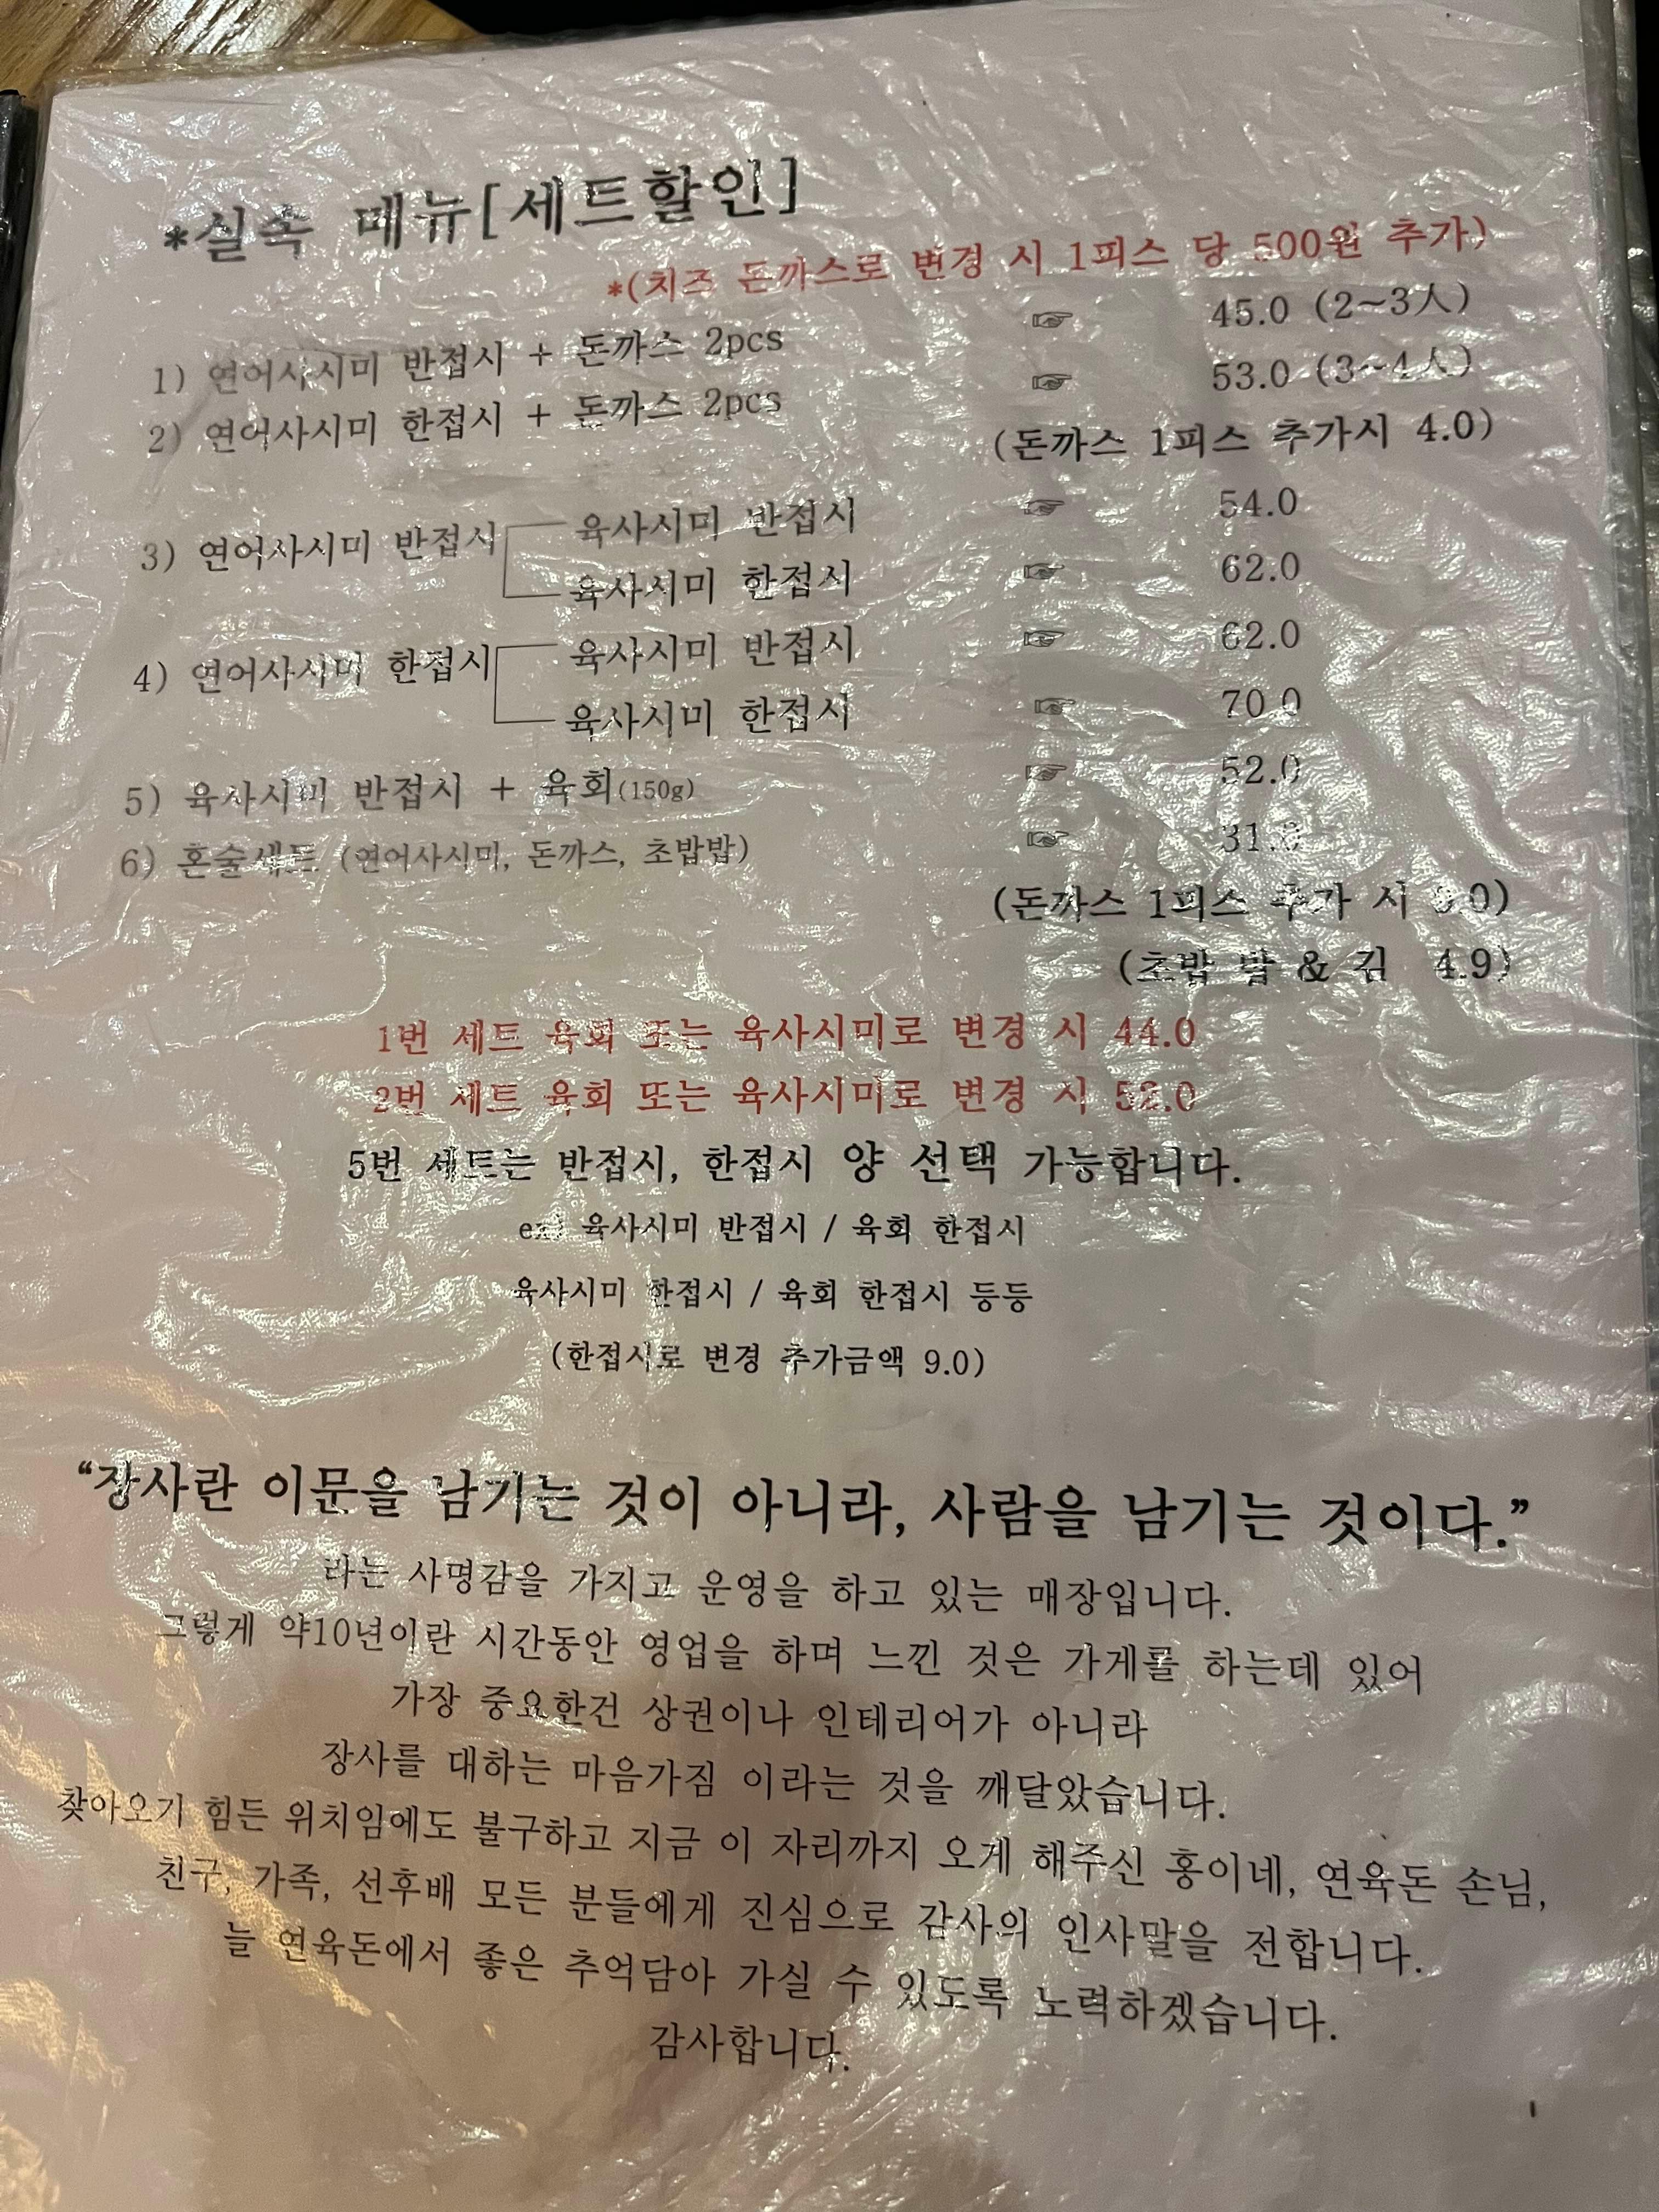 *실속 메뉴[세트할인]
*(치즈 돈까스로 변경 시 1피스 당 500원 추가)
1) 연어사시미 반접시 + 돈까스 2pcs ☞ 45.0 (2~3人)
2) 연어사시미 한접시 + 돈까스 2pcs ☞ 53.0 (3~4人)
(돈까스 1피스 추가시 4.0)
3) 연어사시미 반접시 육사시미 반접시 ☞ 54.0
육사시미 한접시 ☞ 62.0
4) 연어사시미 한접시 육사시미 반접시 ☞ 62.0
육사시미 한접시 ☞ 70.0
5) 육사시미 반접시 + 육회(150g) ☞ 52.0
6) 혼술세트 (연어사시미, 돈까스, 초밥밥) ☞
(돈까스 1피스 추가 시
(초밥 밥 & 김 4.9)
1번 세트 육회 또는 육사시미로 변경 시 44.0
2번 세트 육회 또는 육사시미로 변경 시 52.0
5번 세트는 반접시, 한접시 양 선택 가능합니다.
ex) 육사시미 반접시 / 육회 한접시
육사시미 한접시 / 육회 한접시 등등
(한접시로 변경 추가금액 9.0)
“장사란 이문을 남기는 것이 아니라, 사람을 남기는 것이다.”
라는 사명감을 가지고 운영을 하고 있는 매장입니다.
그렇게 약10년이란 시간동안 영업을 하며 느낀 것은 가게를 하는데 있어
가장 중요한건 상권이나 인테리어가 아니라
장사를 대하는 마음가짐 이라는 것을 깨달았습니다.
찾아오기 힘든 위치임에도 불구하고 지금 이 자리까지 오게 해주신 홍이네, 연육돈 손님,
친구, 가족, 선후배 모든 분들에게 진심으로 감사의 인사말을 전합니다.
늘 연육돈에서 좋은 추억담아 가실 수 있도록 노력하겠습니다.
감사합니다.